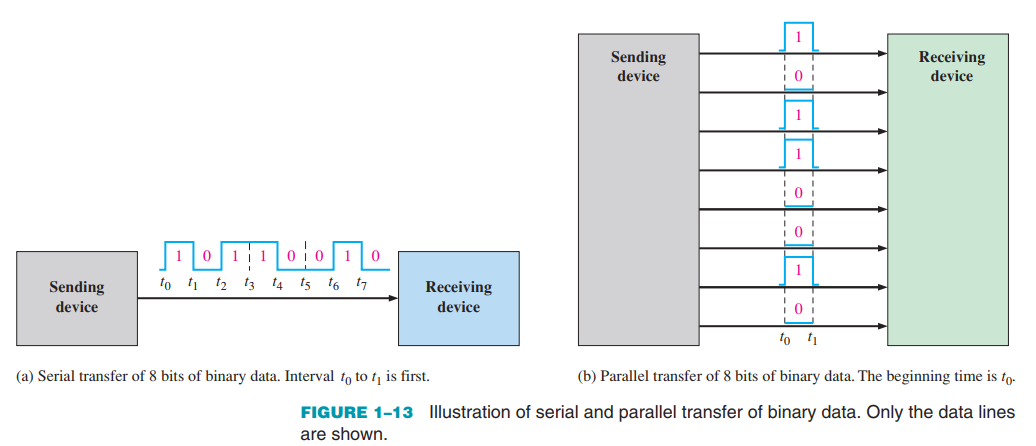 Sending
device
1 0 1 1 0 0 1 0
t0 t1 t2 t3 t4 t5 t6 t7
Receiving
device
(a) Serial transfer of 8 bits of binary data. Interval t0 to t1 is first.
Sending
device
1
0
1
1
0
0
1
0
t0 t1
Receiving
device
(b) Parallel transfer of 8 bits of binary data. The beginning time is t0.
FIGURE 1–13 Illustration of serial and parallel transfer of binary data. Only the data lines
are shown.